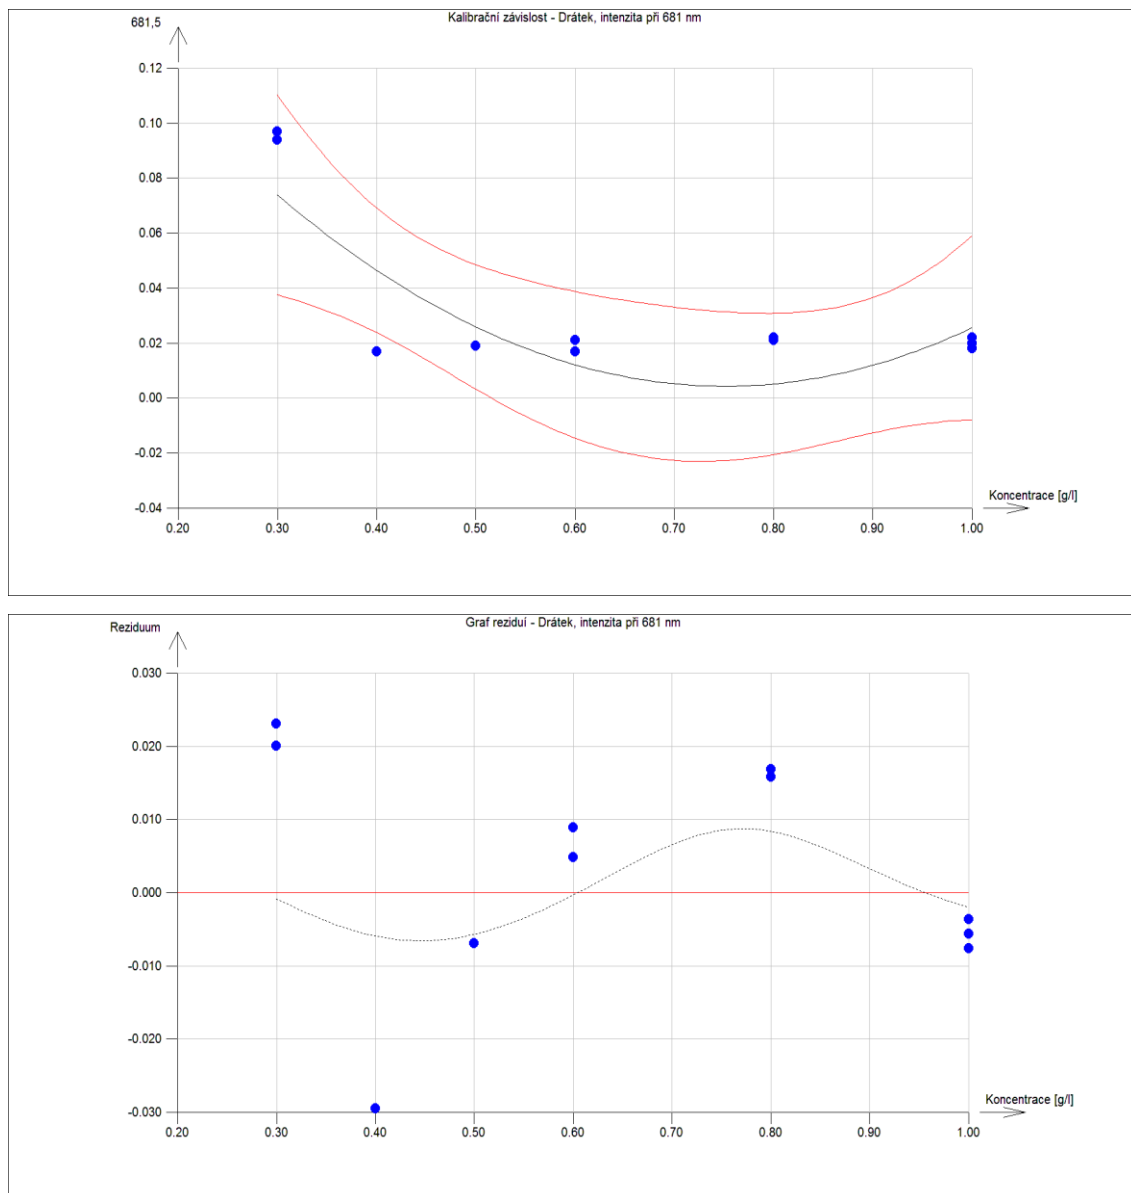 Kalibrační závislost - Drátek, intenzita při 681 nm
681,5
0.12
0.10
0.08
0.06
0.04
0.02
0.00
-0.02
-0.04
Koncentrace [g/l]
0.20 0.30 0.40 0.50 0.60 0.70 0.80 0.90 1.00
Graf reziduí - Drátek, intenzita při 681 nm
Reziduum
0.030
0.020
0.010
0.000
-0.010
-0.020
-0.030
Koncentrace [g/l]
0.20 0.30 0.40 0.50 0.60 0.70 0.80 0.90 1.00